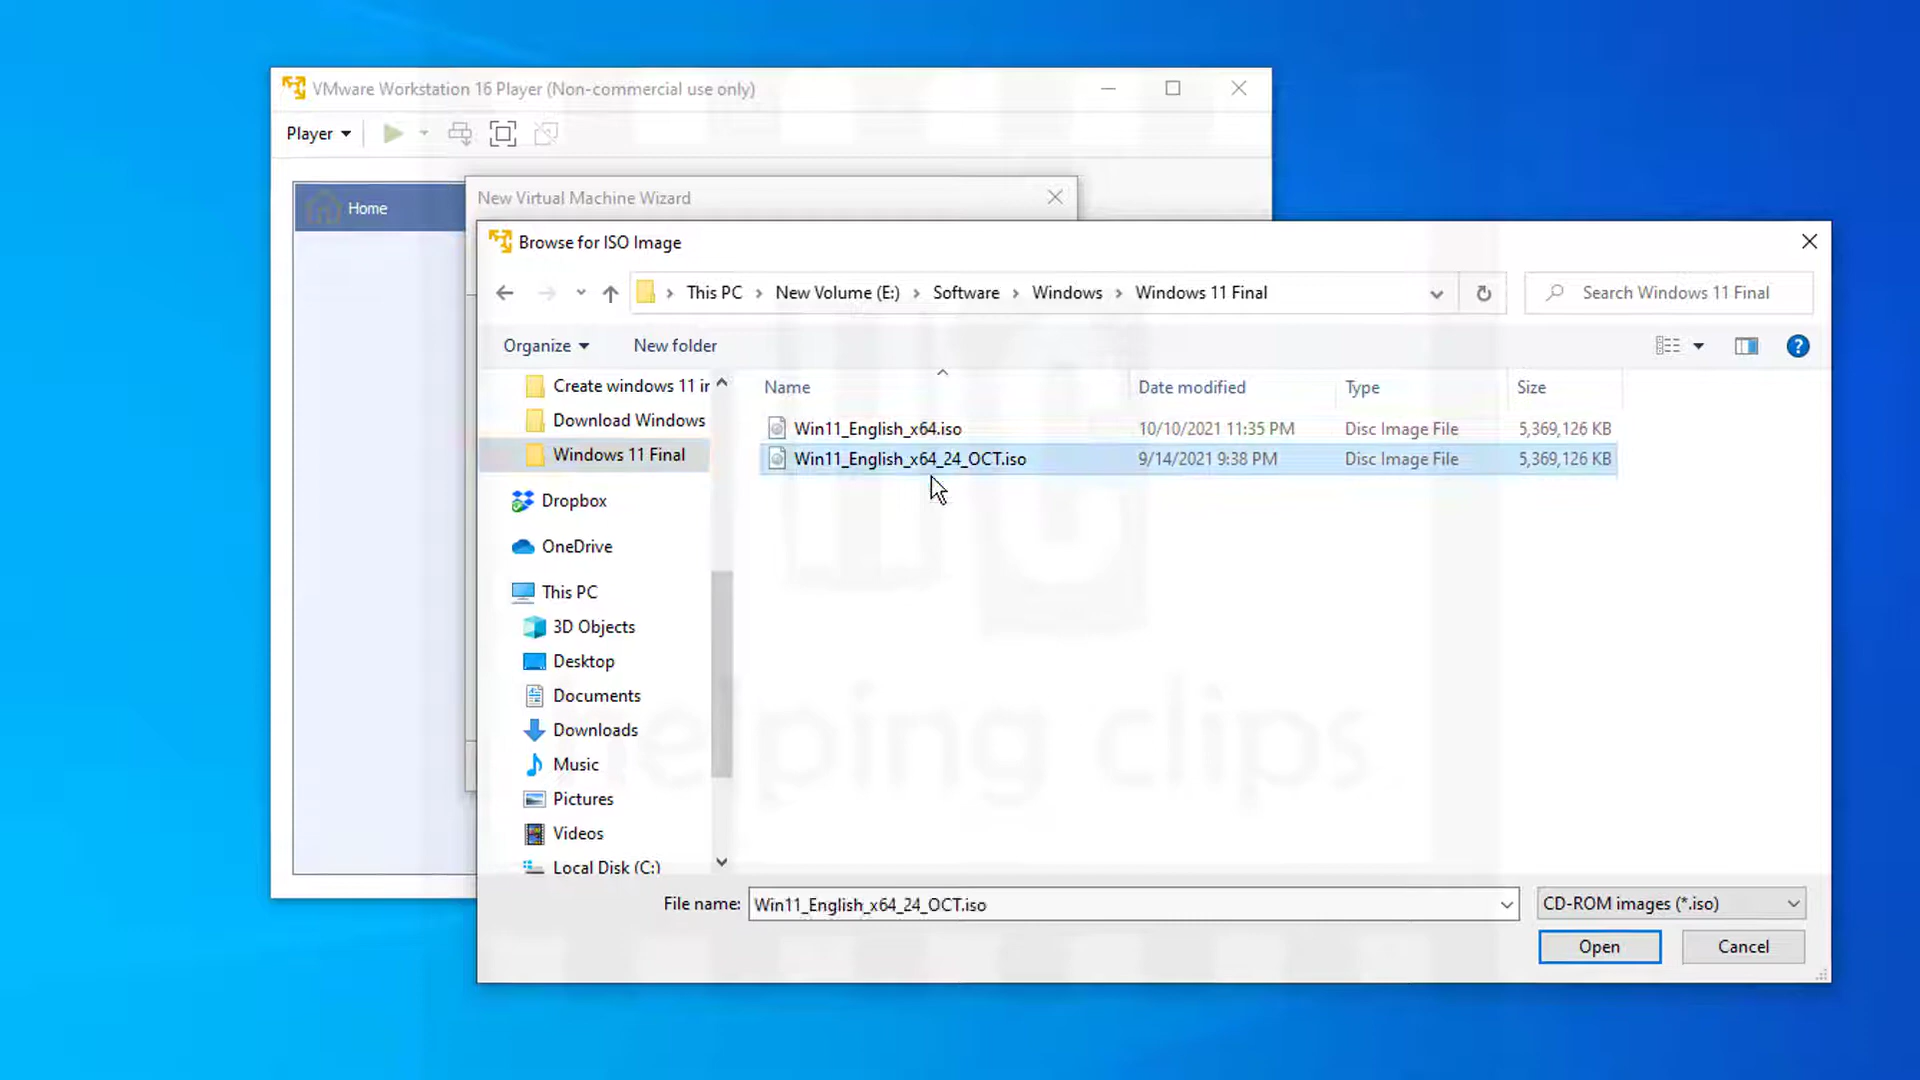 VMware Workstation 16 Player (Non-commercial use only)
Player
Home
New Virtual Machine Wizard
Browse for ISO Image
This PC
New Volume (E:)
Software
Windows
Windows 11 Final
Search Windows 11 Final
Organize
New folder
Create windows 11 ir
Download Windows
Windows 11 Final
Dropbox
OneDrive
This PC
3D Objects
Desktop
Documents
Downloads
Music
Pictures
Videos
Local Disk (C:)
Name Date modified Type Size
Win11_English_x64.iso 10/10/2021 11:35 PM Disc Image File 5,369,126 KB
Win11_English_x64_24_OCT.iso 9/14/2021 9:38 PM Disc Image File 5,369,126 KB
helping clips
File name: Win11_English_x64_24_OCT.iso
CD-ROM images (*.iso)
Open
Cancel